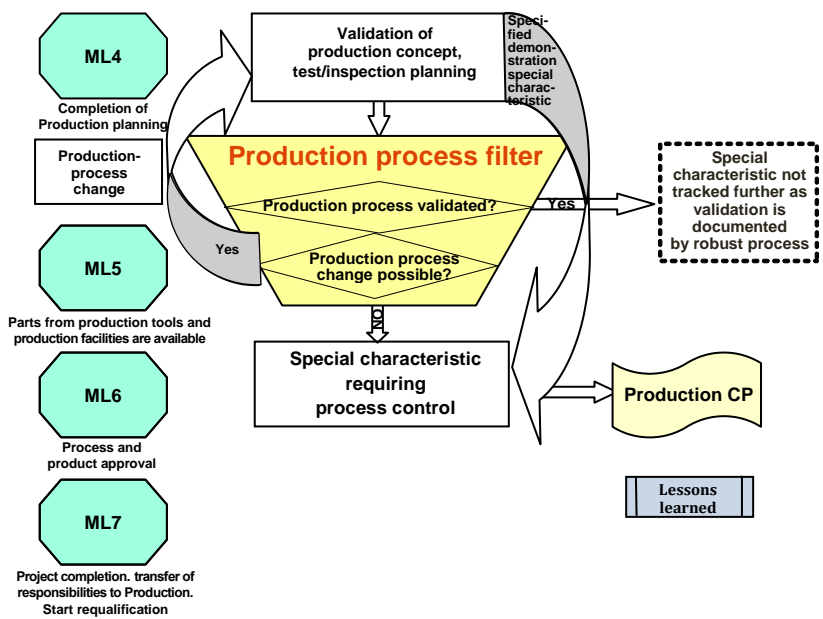 ML4
Completion of
Production planning
Production-
process
change
ML5
Parts from production tools and
production facilities are available
ML6
Process and
product approval
ML7
Project completion. transfer of
responsibilities to Production.
Start requalification
Validation of
production concept,
test/inspection planning
Speci-
fied
demon-
stration
special
charac-
teristic
Production process filter
Production process validated?
Yes
Production process
change possible?
Yes
NO
Special characteristic
requiring
process control
Special
characteristic not
tracked further as
validation is
documented
by robust process
Production CP
Lessons
learned